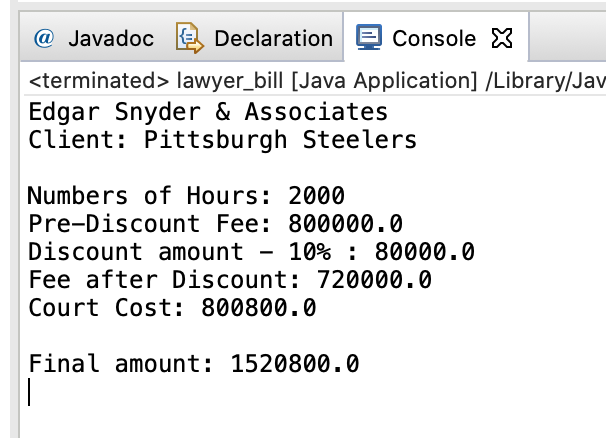 Javadoc Declaration Console
<terminated> lawyer_bill [Java Application] /Library/Jav
Edgar Snyder & Associates
Client: Pittsburgh Steelers
Numbers of Hours: 2000
Pre-Discount Fee: 800000.0
Discount amount - 10% : 80000.0
Fee after Discount: 720000.0
Court Cost: 800800.0
Final amount: 1520800.0